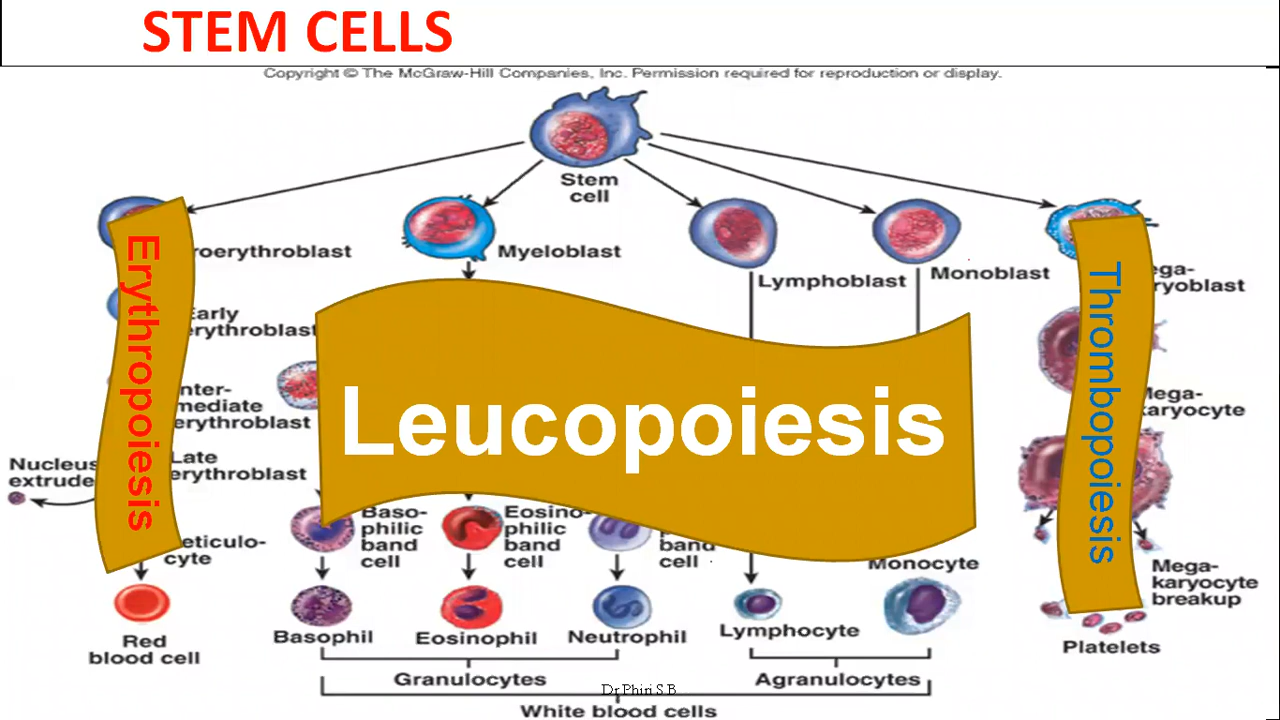 STEM CELLS
Copyright © The McGraw-Hill Companies, Inc. Permission required for reproduction or display.
Stem
cell
roerythroblast
Myeloblast
Lymphoblast
Monoblast
ega-
ryoblast
Early
erythroblast
nter-
mediate
erythroblast
Mega-
karyocyte
Late
erythroblast
Nucleus
extrude
Erythropoiesis
Leucopoiesis
Thrombopoiesis
Baso-
philic
band
cell
Eosino-
philic
band
cell
band
cell
eticulo-
cyte
Monocyte
Mega-
karyocyte
breakup
Red
blood cell
Basophil
Eosinophil
Neutrophil
Lymphocyte
Platelets
Granulocytes
Agranulocytes
Dr Phiri S.B
White blood cells